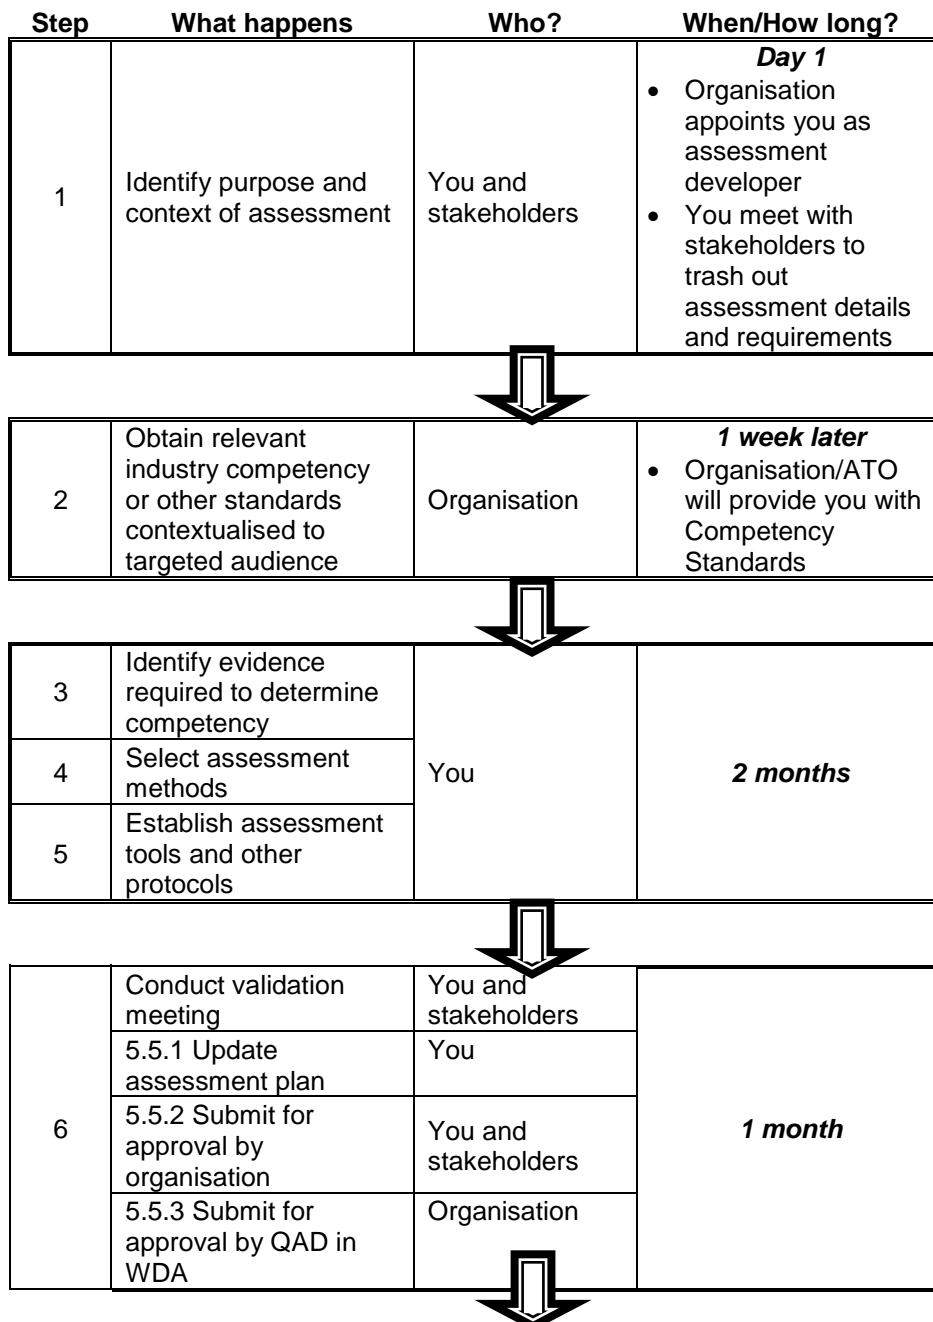 Step What happens Who? When/How long?
1
Identify purpose and
context of assessment
You and
stakeholders
Day 1
• Organisation
appoints you as
assessment
developer
• You meet with
stakeholders to
trash out
assessment details
and requirements
2
Obtain relevant
industry competency
or other standards
contextualised to
targeted audience
Organisation
1 week later
• Organisation/ATO
will provide you with
Competency
Standards
3
Identify evidence
required to determine
competency
4
Select assessment
methods
5
Establish assessment
tools and other
protocols
You
2 months
6
Conduct validation
meeting
You and
stakeholders
5.5.1 Update
assessment plan
You
5.5.2 Submit for
approval by
organisation
You and
stakeholders
5.5.3 Submit for
approval by QAD in
WDA
Organisation
1 month